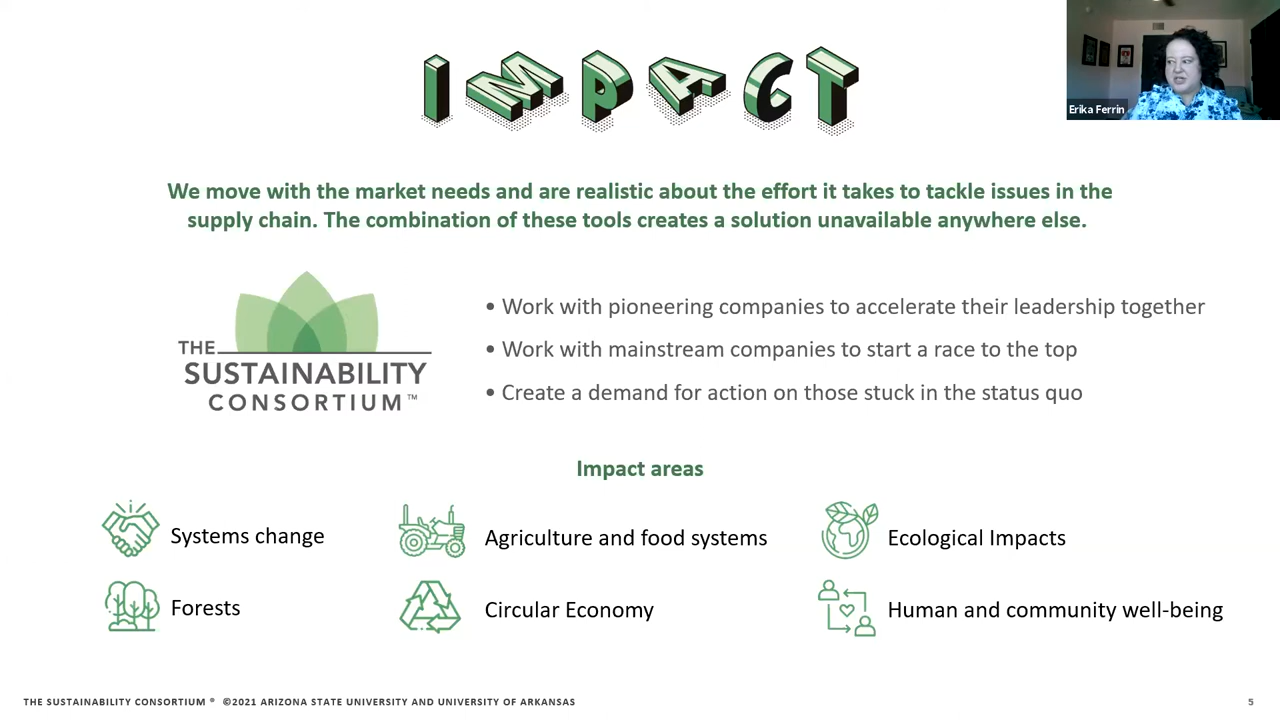 IMPACT
Erika Ferrin
We move with the market needs and are realistic about the effort it takes to tackle issues in the
supply chain. The combination of these tools creates a solution unavailable anywhere else.
THE
SUSTAINABILITY
CONSORTIUM™
• Work with pioneering companies to accelerate their leadership together
• Work with mainstream companies to start a race to the top
• Create a demand for action on those stuck in the status quo
Impact areas
Systems change
Agriculture and food systems
Ecological Impacts
Forests
Circular Economy
Human and community well-being
THE SUSTAINABILITY CONSORTIUM ® ©2021 ARIZONA STATE UNIVERSITY AND UNIVERSITY OF ARKANSAS
5